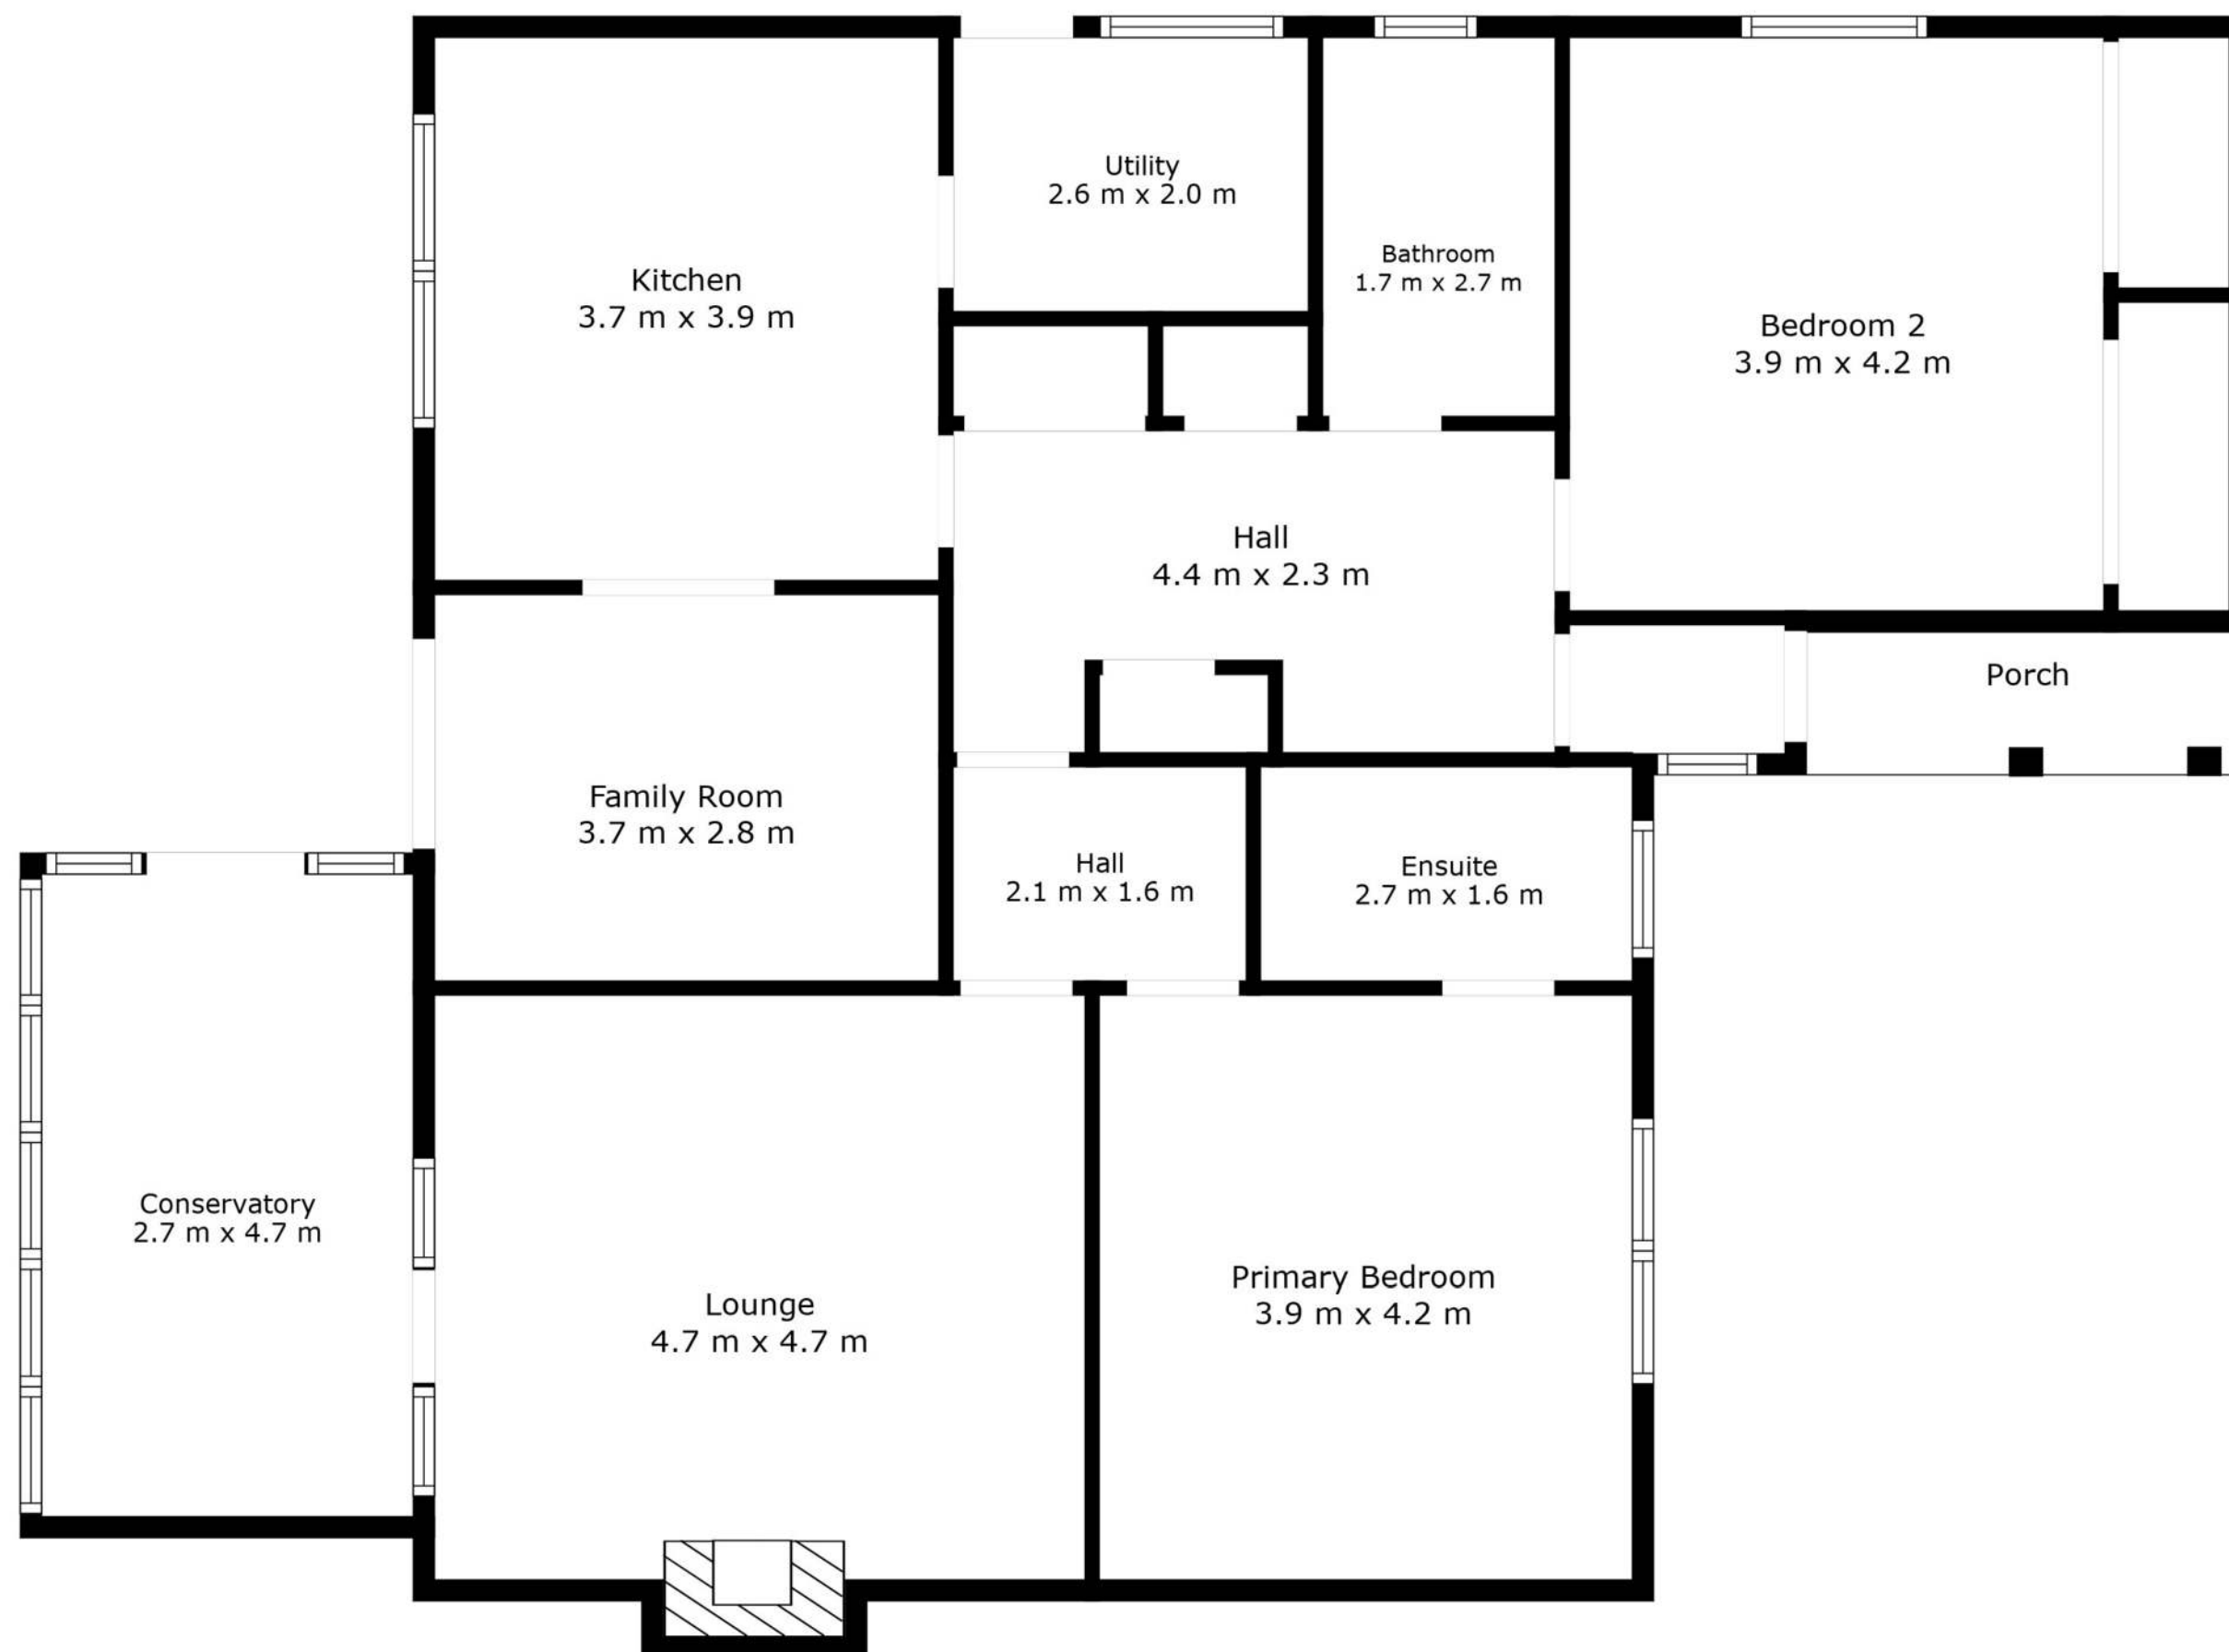 Utility
2.6 m x 2.0 m
Bathroom
1.7 m x 2.7 m
Kitchen
3.7 m x 3.9 m
Bedroom 2
3.9 m x 4.2 m
Hall
4.4 m x 2.3 m
Porch
Family Room
3.7 m x 2.8 m
Hall
2.1 m x 1.6 m
Ensuite
2.7 m x 1.6 m
Conservatory
2.7 m x 4.7 m
Lounge
4.7 m x 4.7 m
Primary Bedroom
3.9 m x 4.2 m